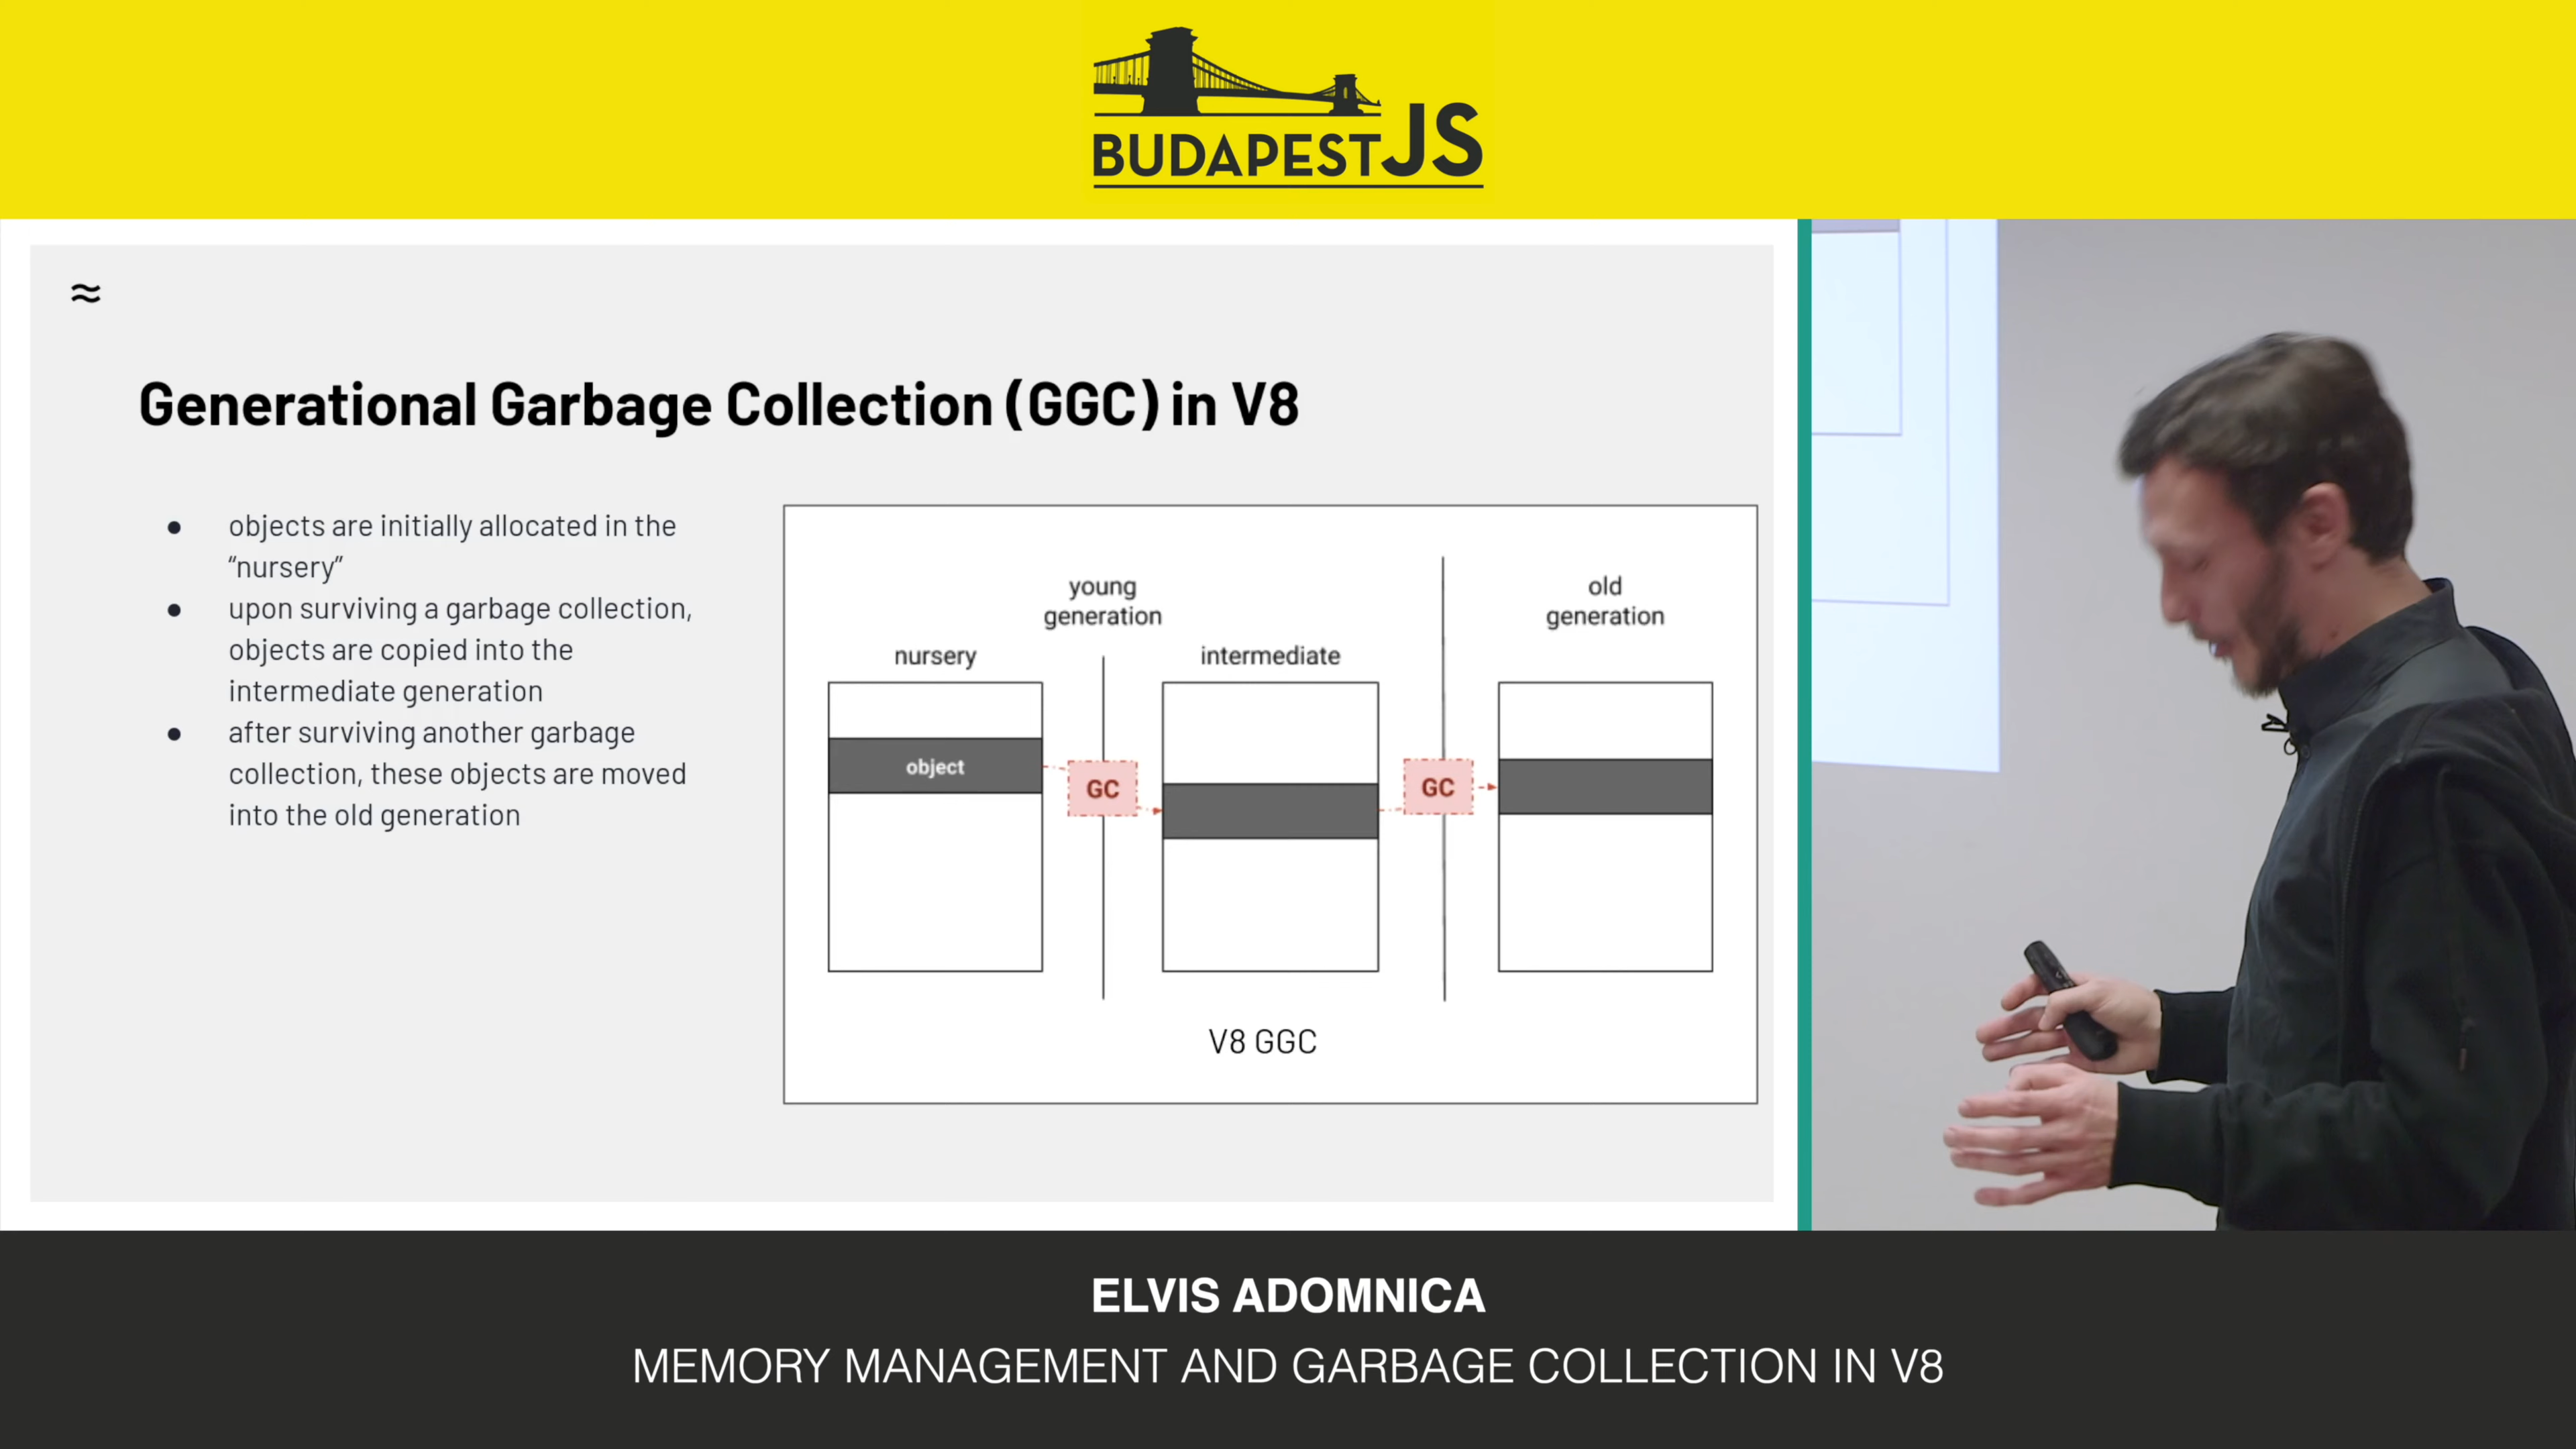 BUDAPESTJS
≈
Generational Garbage Collection (GGC) in V8
● objects are initially allocated in the
“nursery”
● upon surviving a garbage collection,
objects are copied into the
intermediate generation
● after surviving another garbage
collection, these objects are moved
into the old generation
young
generation
old
generation
nursery
intermediate
object
GC
GC
V8 GGC
ELVIS ADOMNICA
MEMORY MANAGEMENT AND GARBAGE COLLECTION IN V8